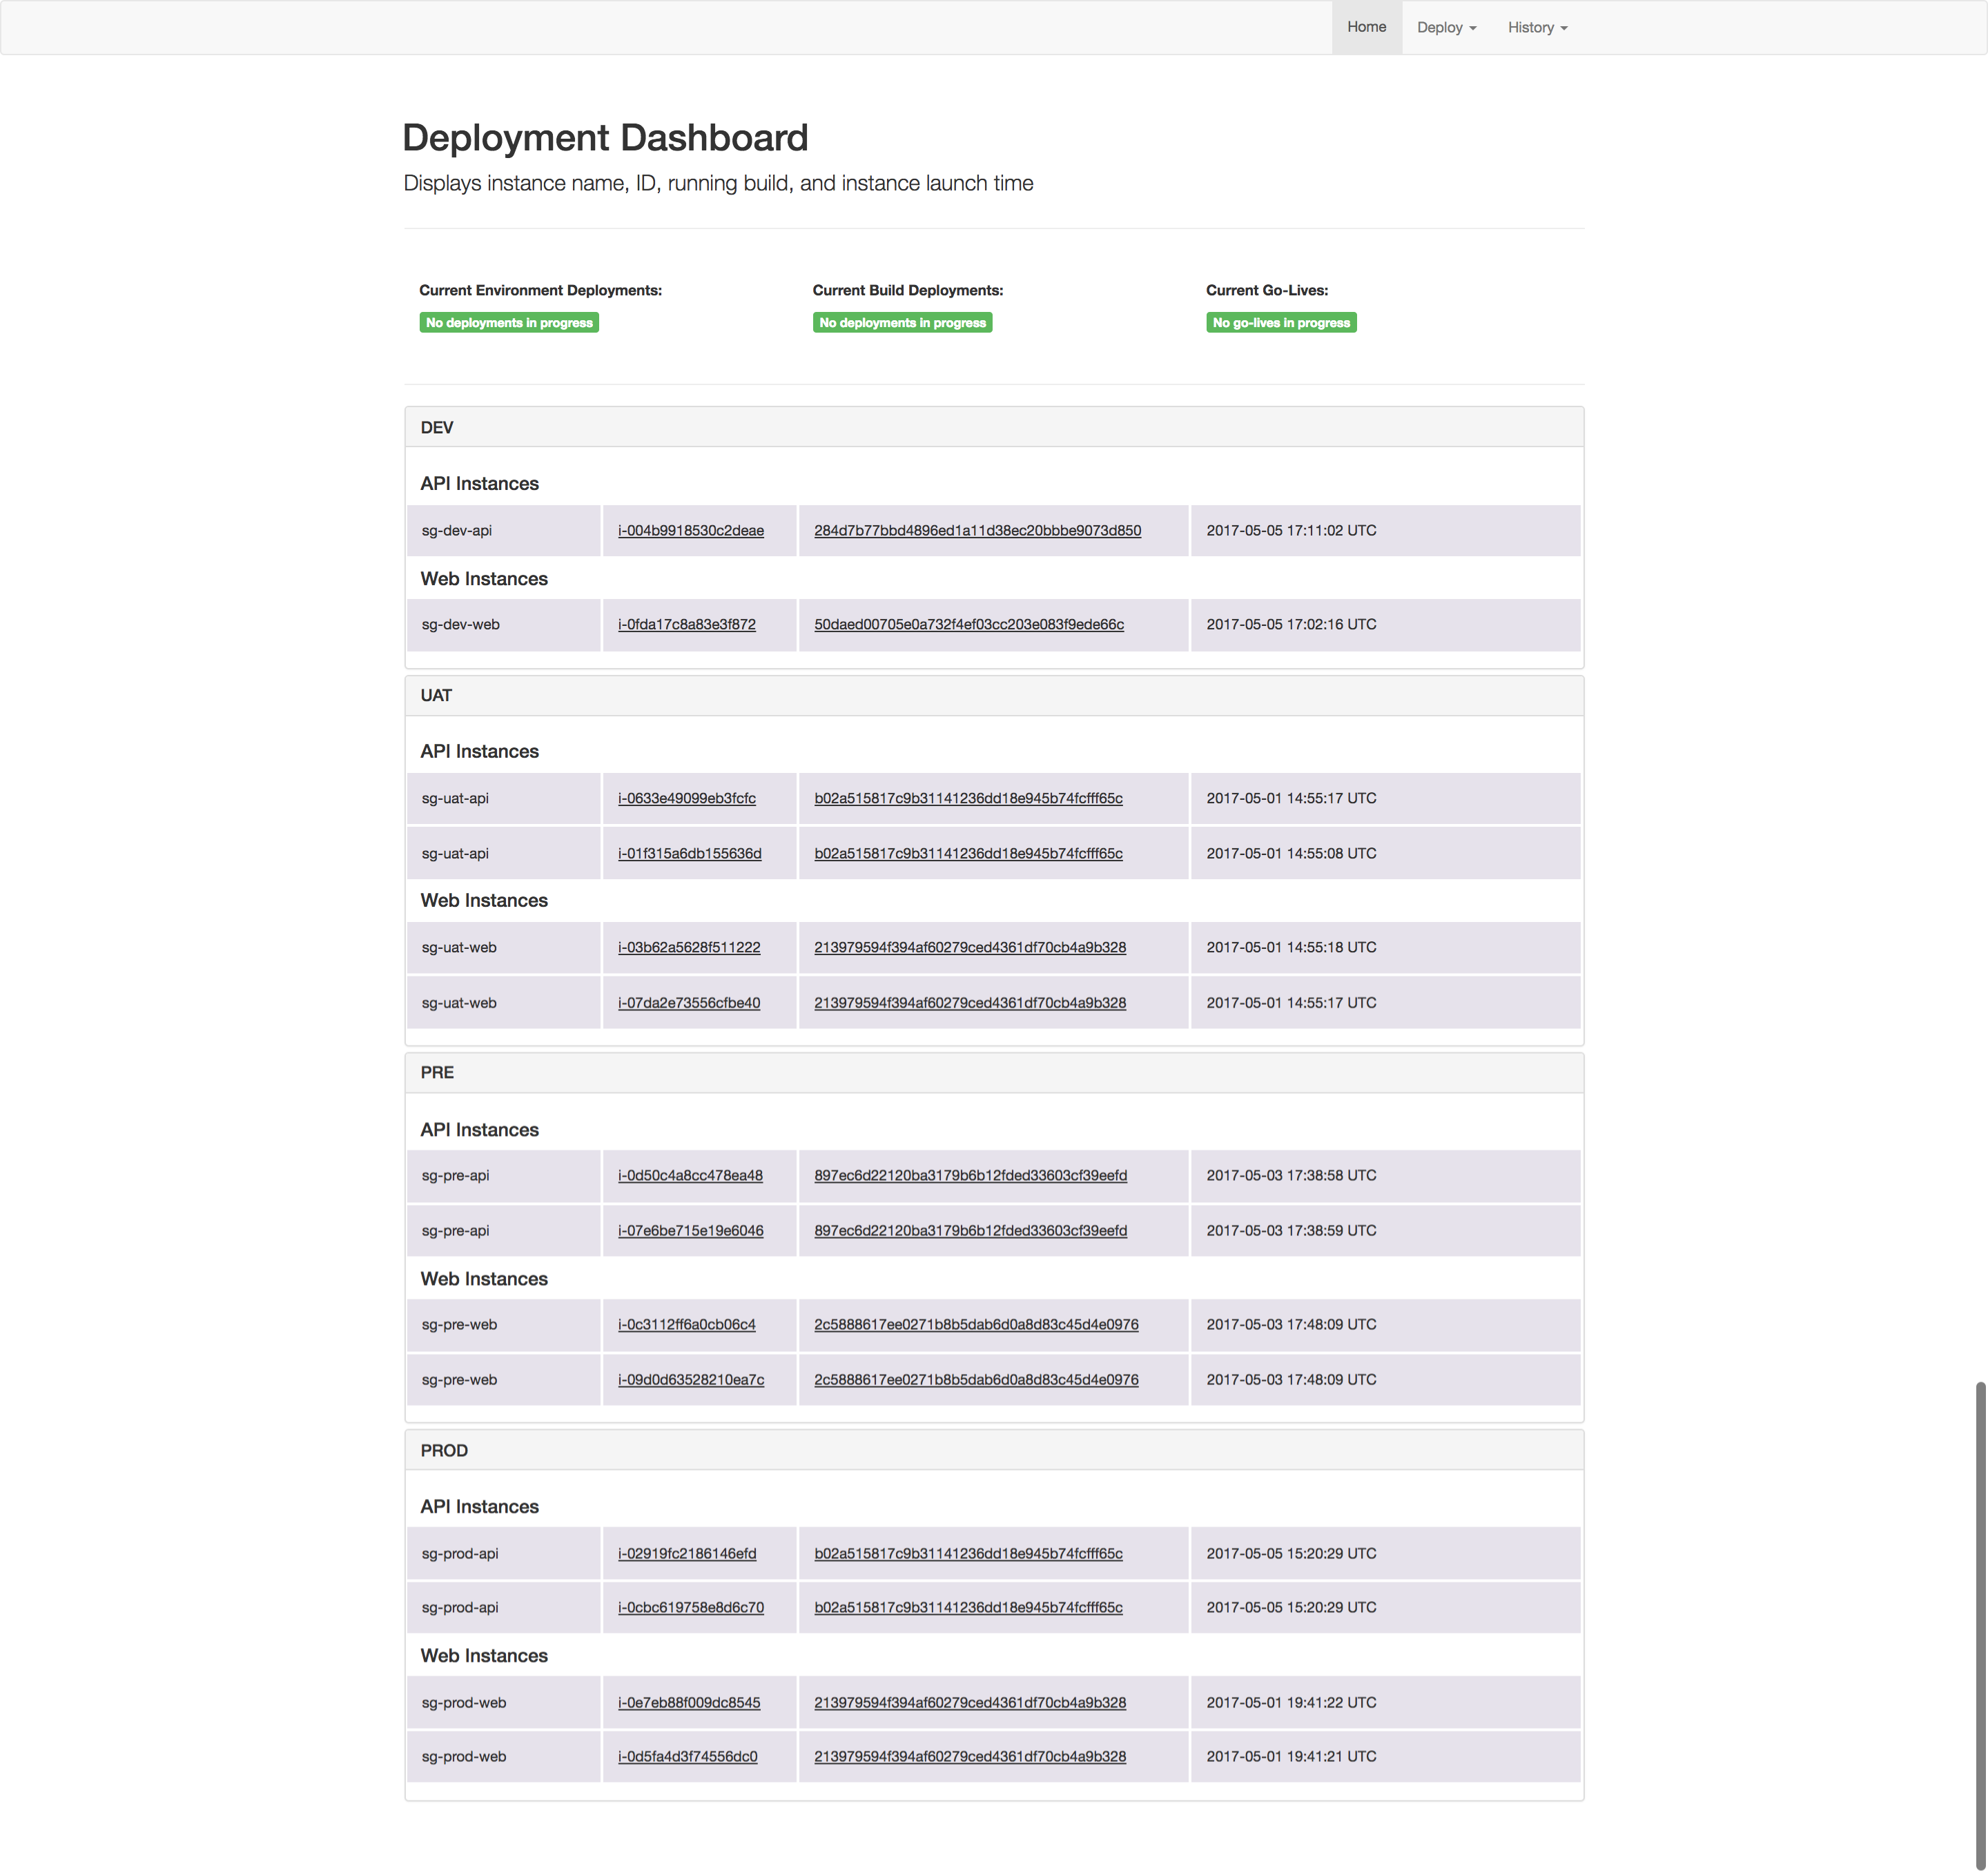 Home Deploy History
Deployment Dashboard
Displays instance name, ID, running build, and instance launch time
Current Environment Deployments: Current Build Deployments: Current Go-Lives:
No deployments in progress No deployments in progress No go-lives in progress
DEV
API Instances
sg-dev-api i-004b9918530c2deae 284d7b77bbd4896ed1a11d38ec20bbbe9073d850 2017-05-05 17:11:02 UTC
Web Instances
sg-dev-web i-0fda17c8a83e3f872 50daed00705e0a732f4ef03cc203e083f9ede66c 2017-05-05 17:02:16 UTC
UAT
API Instances
sg-uat-api i-0633e49099eb3fcfc b02a515817c9b31141236dd18e945b74fcfff65c 2017-05-01 14:55:17 UTC
sg-uat-api i-01f315a6db155636d b02a515817c9b31141236dd18e945b74fcfff65c 2017-05-01 14:55:08 UTC
Web Instances
sg-uat-web i-03b62a5628f511222 213979594f394af60279ced4361df70cb4a9b328 2017-05-01 14:55:18 UTC
sg-uat-web i-07da2e73556cfbe40 213979594f394af60279ced4361df70cb4a9b328 2017-05-01 14:55:17 UTC
PRE
API Instances
sg-pre-api i-0d50c4a8cc478ea48 897ec6d22120ba3179b6b12fded33603cf39eefd 2017-05-03 17:38:58 UTC
sg-pre-api i-07e6be715e19e6046 897ec6d22120ba3179b6b12fded33603cf39eefd 2017-05-03 17:38:59 UTC
Web Instances
sg-pre-web i-0c3112ff6a0cb06c4 2c5888617ee0271b8b5dab6d0a8d83c45d4e0976 2017-05-03 17:48:09 UTC
sg-pre-web i-09d0d63528210ea7c 2c5888617ee0271b8b5dab6d0a8d83c45d4e0976 2017-05-03 17:48:09 UTC
PROD
API Instances
sg-prod-api i-02919fc2186146efd b02a515817c9b31141236dd18e945b74fcfff65c 2017-05-05 15:20:29 UTC
sg-prod-api i-0cbc619758e8d6c70 b02a515817c9b31141236dd18e945b74fcfff65c 2017-05-05 15:20:29 UTC
Web Instances
sg-prod-web i-0e7eb88f009dc8545 213979594f394af60279ced4361df70cb4a9b328 2017-05-01 19:41:22 UTC
sg-prod-web i-0d5fa4d3f74556dc0 213979594f394af60279ced4361df70cb4a9b328 2017-05-01 19:41:21 UTC